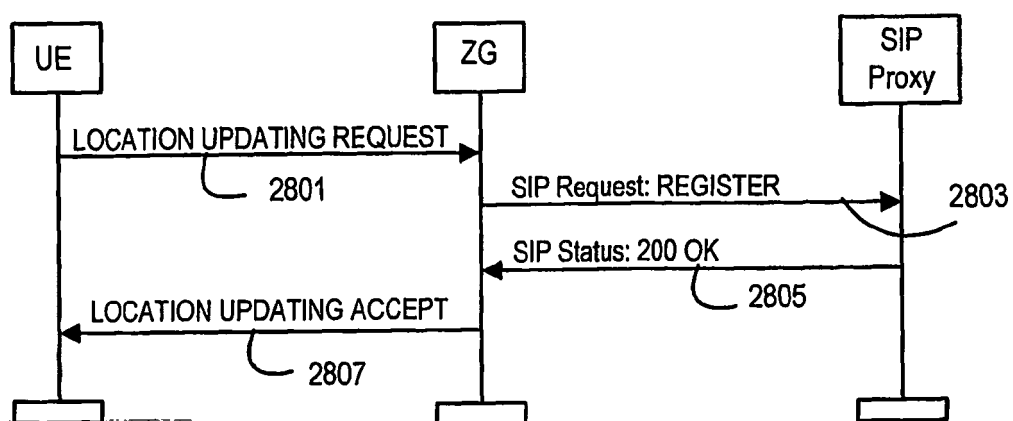 UE
ZG
SIP
Proxy
LOCATION UPDATING REQUEST
2801
SIP Request: REGISTER
2803
SIP Status: 200 OK
2805
LOCATION UPDATING ACCEPT
2807